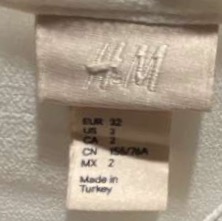 H&M
EUR 32
US 2
CA 2
CN 155/76A
MX 2
Made in
Turkey